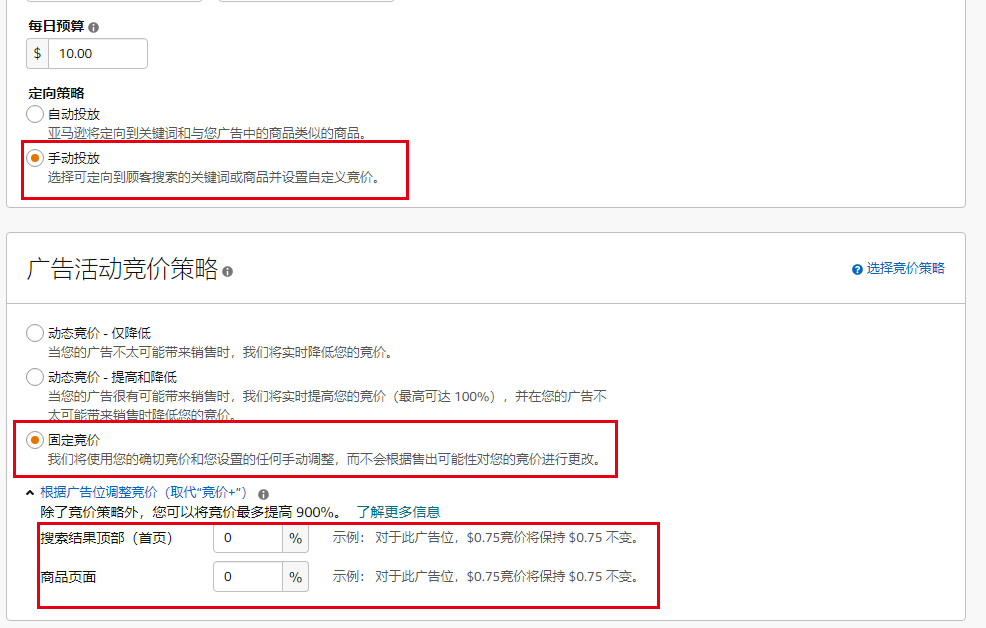 每日预算
$ 10.00
定向策略
自动投放
亚马逊将定向到关键词和与您广告中的商品类似的商品。
手动投放
选择可定向到顾客搜索的关键词或商品并设置自定义竞价。
广告活动竞价策略
选择竞价策略
动态竞价 - 仅降低
当您的广告不太可能带来销售时，我们将实时降低您的竞价。
动态竞价 - 提高和降低
当您的广告很有可能带来销售时，我们将实时提高您的竞价（最高可达 100%），并在您的广告不
太可能带来销售时降低您的竞价。
固定竞价
我们将使用您的确切竞价和您设置的任何手动调整，而不会根据售出可能性对您的竞价进行更改。
根据广告位调整竞价（取代“竞价+”）
除了竞价策略外，您可以将竞价最多提高 900%。 了解更多信息
搜索结果顶部（首页） 0 % 示例： 对于此广告位，$0.75竞价将保持 $0.75 不变。
商品页面 0 % 示例： 对于此广告位，$0.75竞价将保持 $0.75 不变。